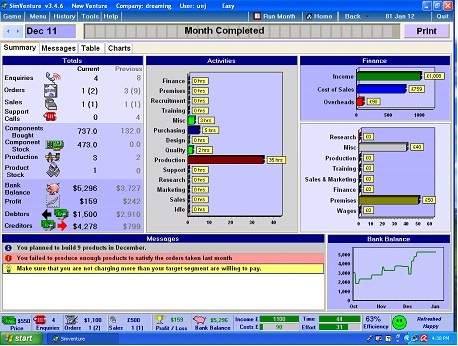 SimVenture v3.4.6 New Venture Company: dreaming User: unj Easy
Game Menu History Tools Help Run Month Home Back 01 Jan 12 Quit
Dec 11 Month Completed Print
Summary Messages Table Charts
Totals
Current Previous
Enquiries 4 8
Orders 1 (2) 3 (9)
Sales 1 (1) 1 (1)
Support Calls 0 4
Components Bought 737.0 132.0
Component Stock 473.0 0.0
Production 3 2
Product Stock 1 0
Bank Balance $5,296 $3,727
Profit $159 $242
Debtors $1,500 $2,910
Creditors $4,278 $799
Activities
Finance 0 hrs
Premises 0 hrs
Recruitment 0 hrs
Training 0 hrs
Misc 3 hrs
Purchasing 5 hrs
Design 0 hrs
Quality 2 hrs
Production 35 hrs
Support 0 hrs
Research 0 hrs
Marketing 0 hrs
Sales 0 hrs
Idle 0 hrs
0 10 20 30 40
Finance
Income £1,008
Cost of Sales £759
Overheads £90
0 500 1000
Research £0
Misc £40
Production £0
Training £0
Sales & Marketing £0
Finance £0
Premises £50
Wages £0
0 20 40 60
Messages
You planned to build 9 products in December.
You failed to produce enough products to satisfy the orders taken last month
Make sure that you are not charging more than your target segment are willing to pay.
Bank Balance
5,000
4,000
3,000
2,000
1,000
0
Oct Nov Dec Jan
$550 4 $1,100 £500 $159 $5,296 Income £ 1100 Time 44 63% Refreshed
Price Enquiries Orders 1 (2) Sales 1 (1) Profit / Loss Bank Balance Costs £ 90 Effort 31 Efficiency Happy
start Simventure 4:38 PM